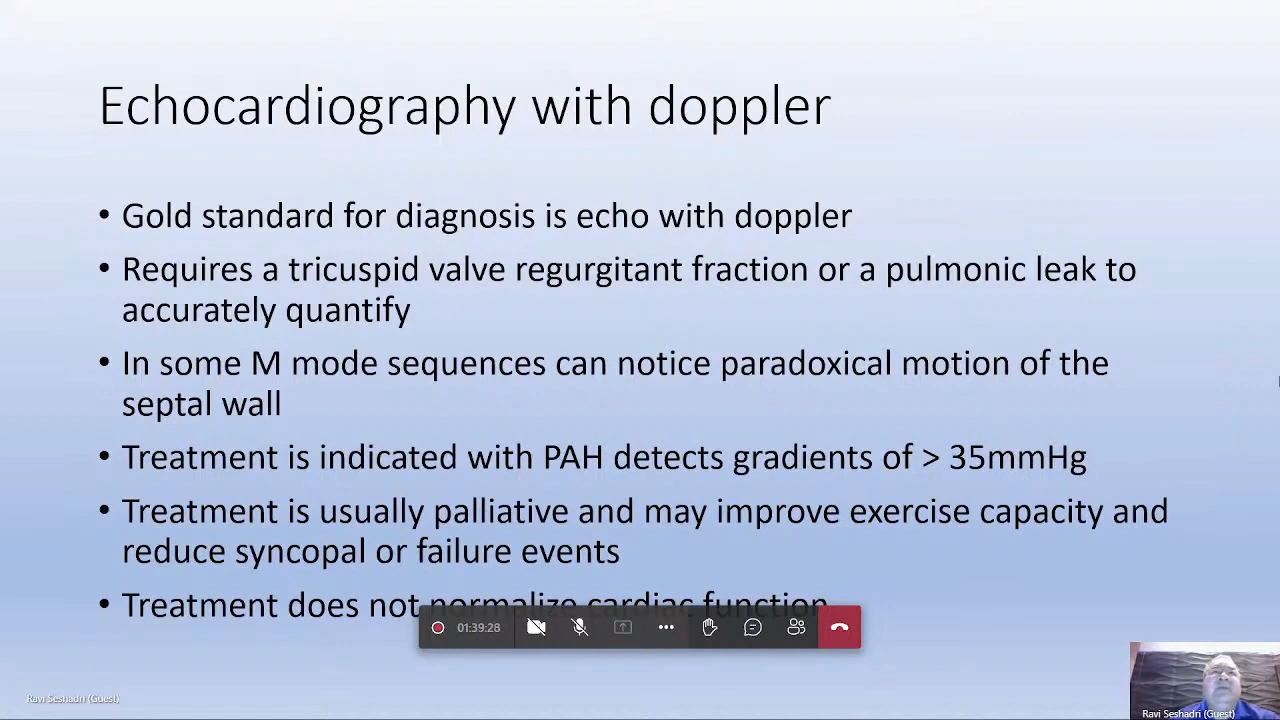 Echocardiography with doppler
• Gold standard for diagnosis is echo with doppler
• Requires a tricuspid valve regurgitant fraction or a pulmonic leak to
accurately quantify
• In some M mode sequences can notice paradoxical motion of the
septal wall
• Treatment is indicated with PAH detects gradients of > 35mmHg
• Treatment is usually palliative and may improve exercise capacity and
reduce syncopal or failure events
• Treatment does not normalize cardiac function
01:39:28
Ravi Seshadri (Guest)
Ravi Seshadri (Guest)